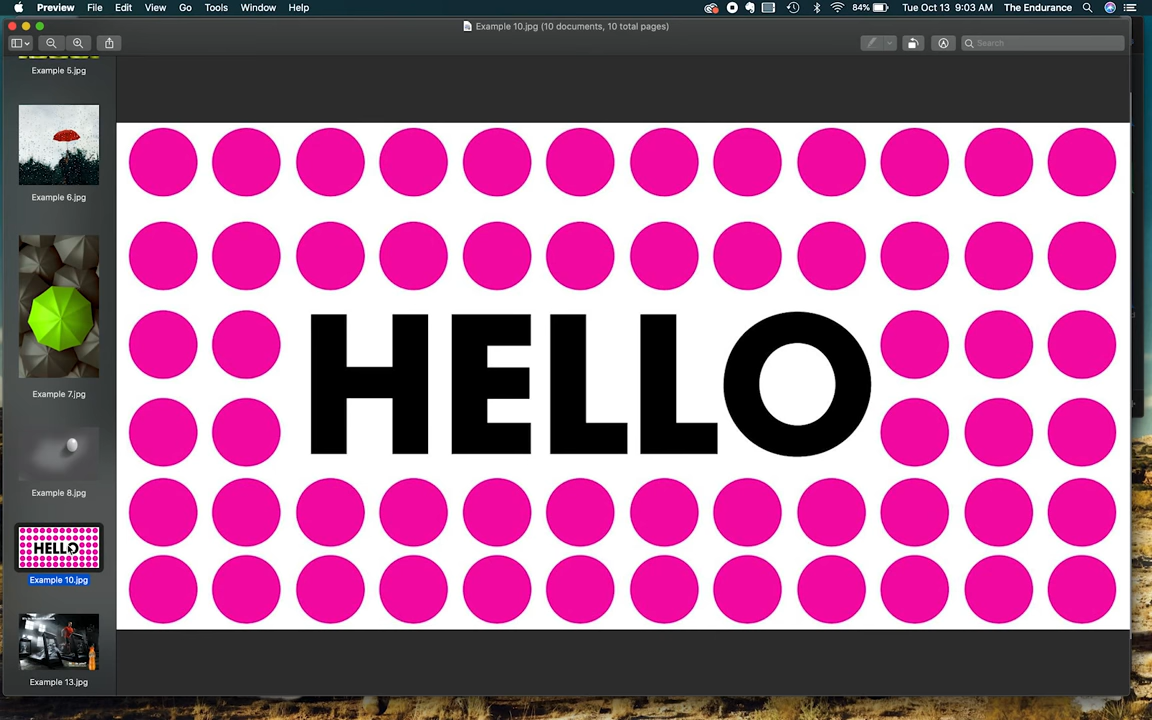 Preview File Edit View Go Tools Window Help 84% Tue Oct 13 9:03 AM The Endurance
Example 10.jpg (10 documents, 10 total pages)
Search
Example 5.jpg
Example 6.jpg
Example 7.jpg
Example 8.jpg
HELLO
Example 10.jpg
Example 13.jpg
HELLO